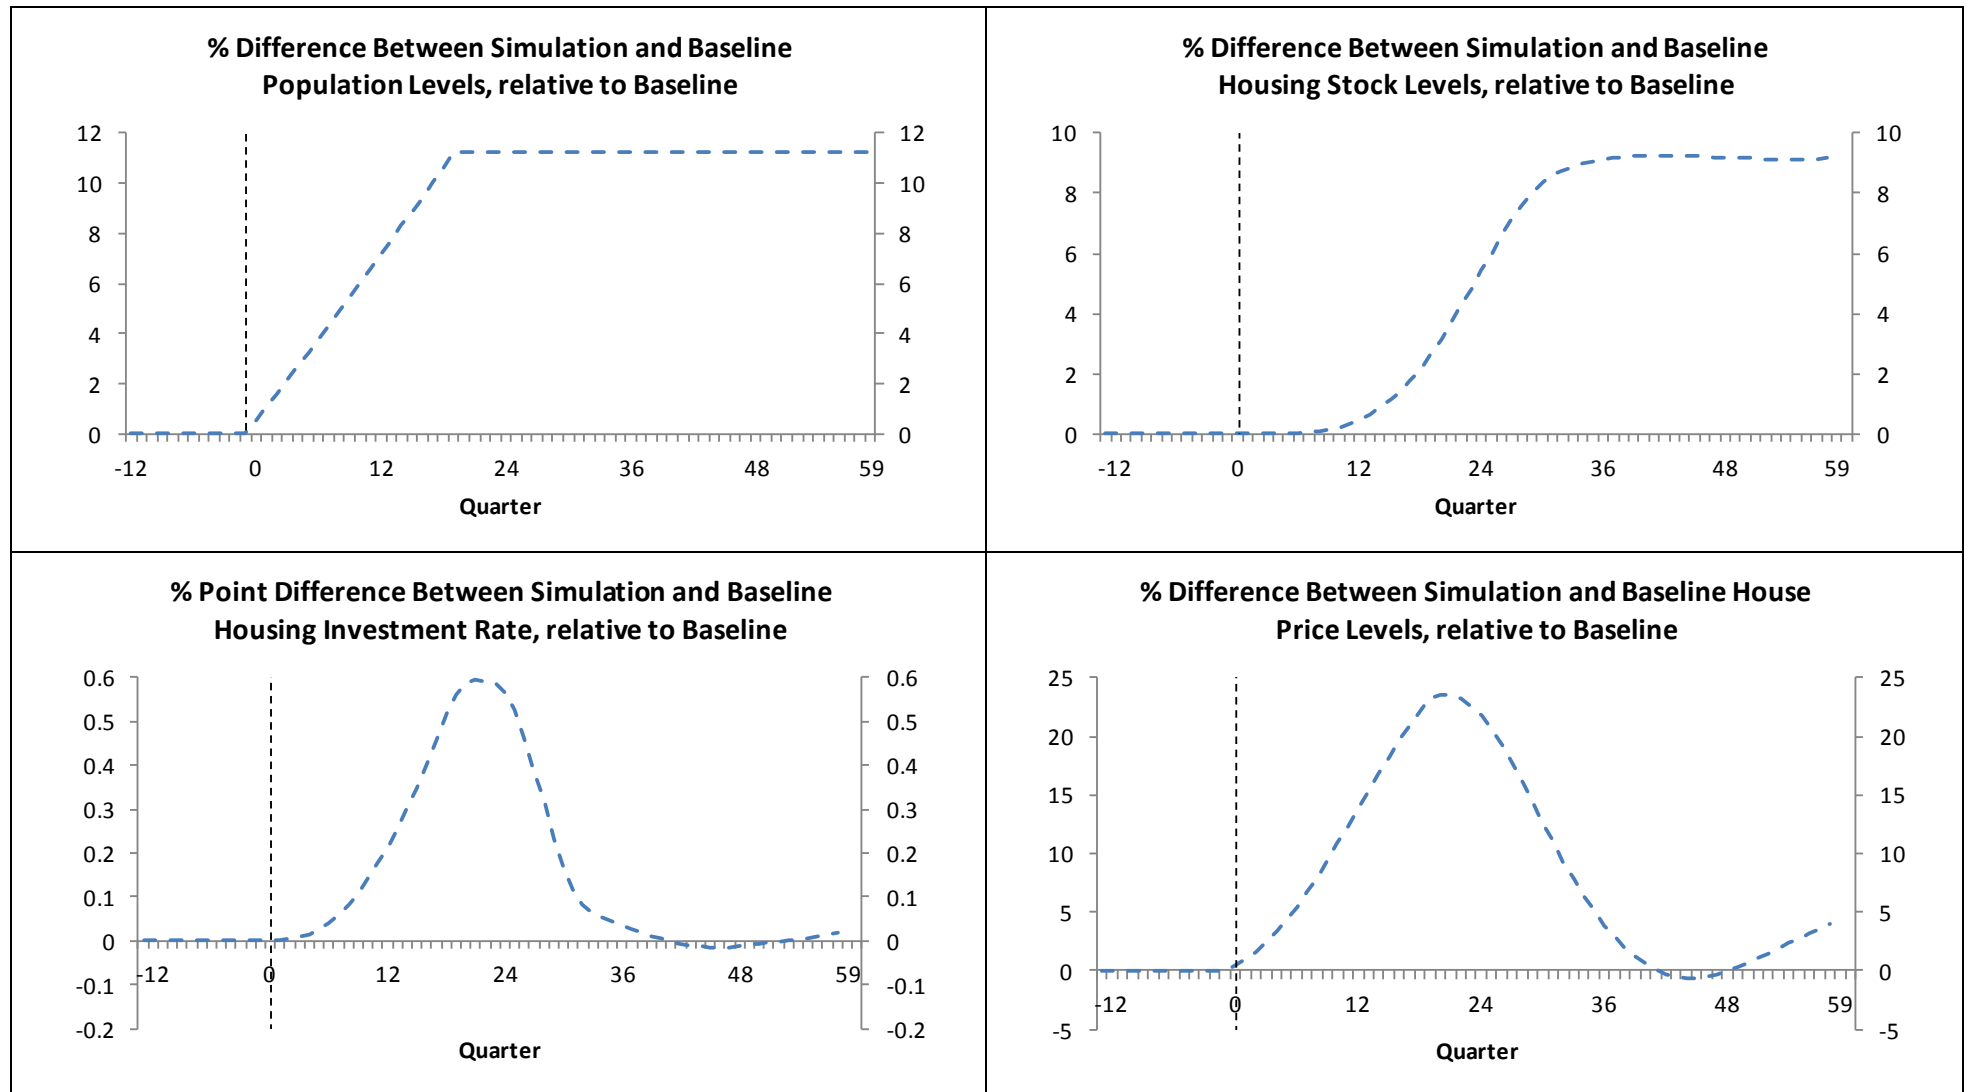 % Difference Between Simulation and Baseline
Population Levels, relative to Baseline
12 12
10 10
8 8
6 6
4 4
2 2
0 0
-12 0 12 24 36 48 59
Quarter
% Difference Between Simulation and Baseline
Housing Stock Levels, relative to Baseline
10 10
8 8
6 6
4 4
2 2
0 0
-12 0 12 24 36 48 59
Quarter
% Point Difference Between Simulation and Baseline
Housing Investment Rate, relative to Baseline
0.6 0.6
0.5 0.5
0.4 0.4
0.3 0.3
0.2 0.2
0.1 0.1
0 0
-12 0 12 24 36 48 59
-0.1 -0.1
-0.2 -0.2
Quarter
% Difference Between Simulation and Baseline House
Price Levels, relative to Baseline
25 25
20 20
15 15
10 10
5 5
0 0
-12 0 12 24 36 48 59
-5 -5
Quarter